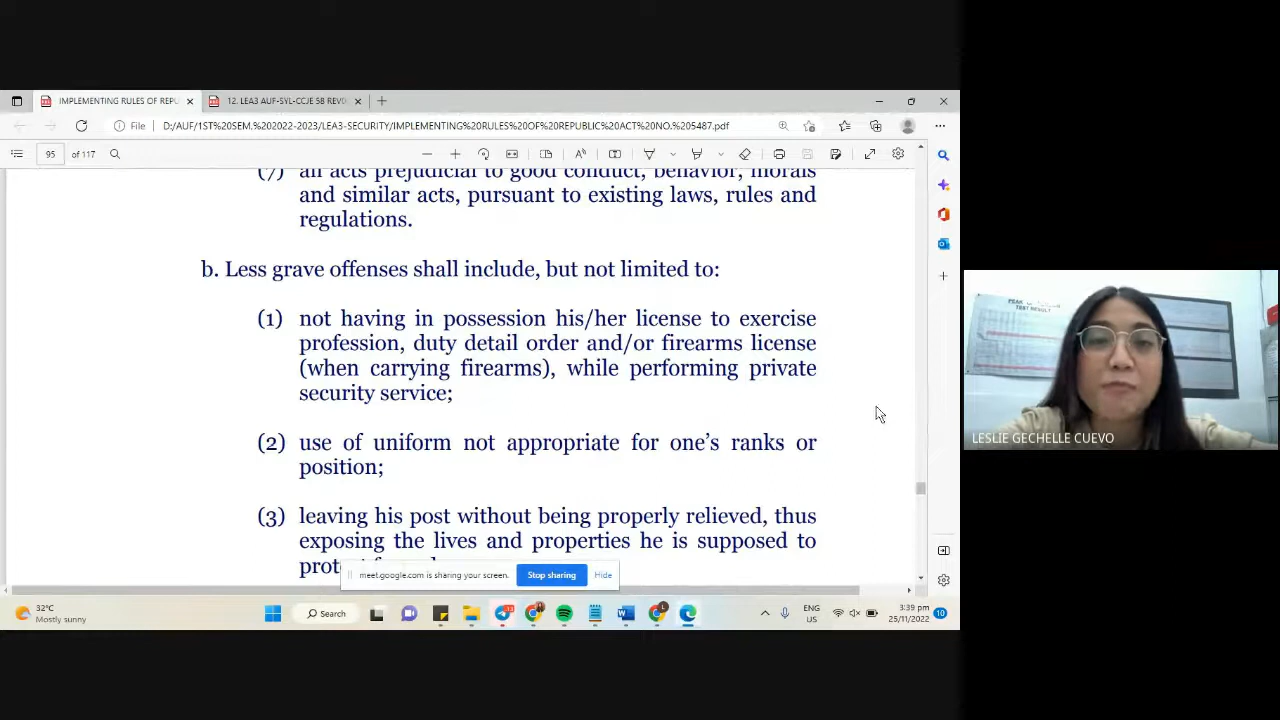 IMPLEMENTING RULES OF REPU
12. LEA3 AUF-SYL-CCJE 58 REV0
File
D:/AUF/1ST%20SEM.%202022-2023/LEA3-SECURITY/IMPLEMENTING%20RULES%20OF%20REPUBLIC%20ACT%20NO.%205487.pdf
95 of 117
(7) all acts prejudicial to good conduct, behavior, morals
and similar acts, pursuant to existing laws, rules and
regulations.
b. Less grave offenses shall include, but not limited to:
(1) not having in possession his/her license to exercise
profession, duty detail order and/or firearms license
(when carrying firearms), while performing private
security service;
(2) use of uniform not appropriate for one's ranks or
position;
(3) leaving his post without being properly relieved, thus
exposing the lives and properties he is supposed to
meet.google.com is sharing your screen.
Stop sharing
Hide
32°C
Mostly sunny
Search
ENG
US
3:39 pm
25/11/2022
10
TEST RESULT
LESLIE GECHELLE CUEVO